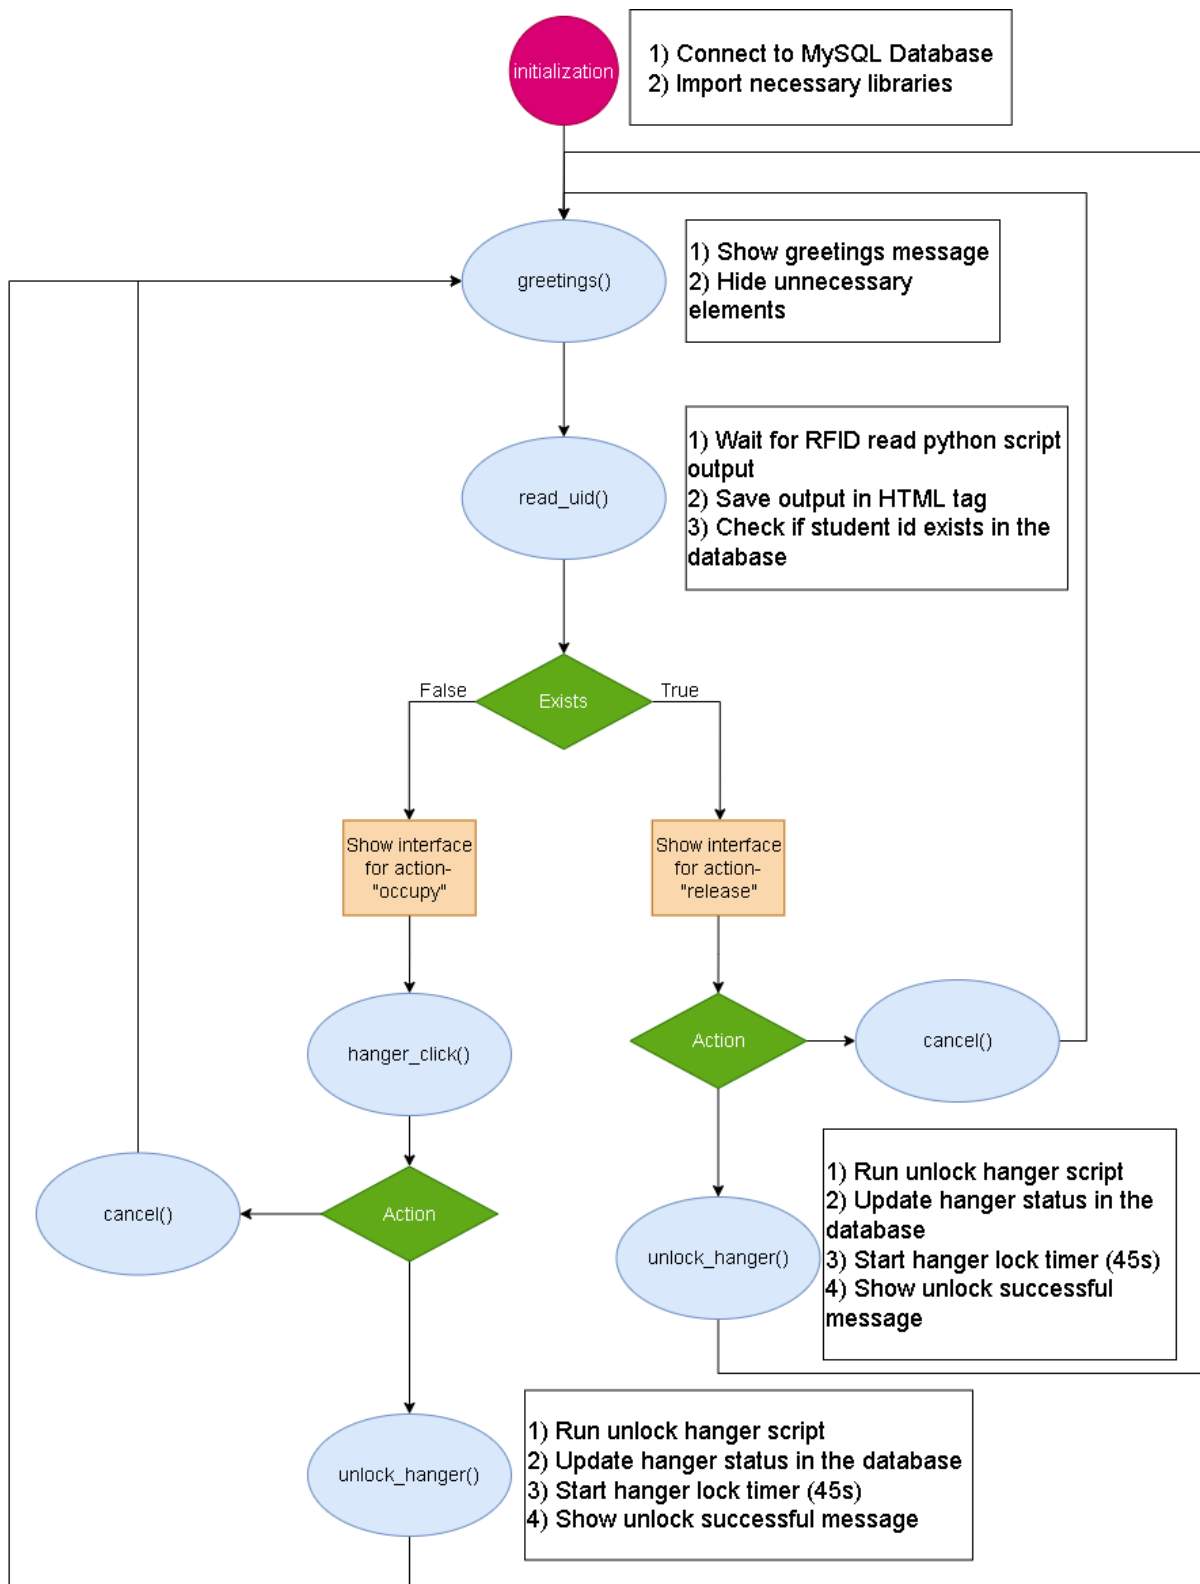 initialization
1) Connect to MySQL Database
2) Import necessary libraries
greetings()
1) Show greetings message
2) Hide unnecessary
elements
read_uid()
1) Wait for RFID read python script
output
2) Save output in HTML tag
3) Check if student id exists in the
database
False
Exists
True
Show interface
for action-
"occupy"
Show interface
for action-
"release"
hanger_click()
Action
cancel()
cancel()
Action
unlock_hanger()
1) Run unlock hanger script
2) Update hanger status in the
database
3) Start hanger lock timer (45s)
4) Show unlock successful
message
unlock_hanger()
1) Run unlock hanger script
2) Update hanger status in the database
3) Start hanger lock timer (45s)
4) Show unlock successful message